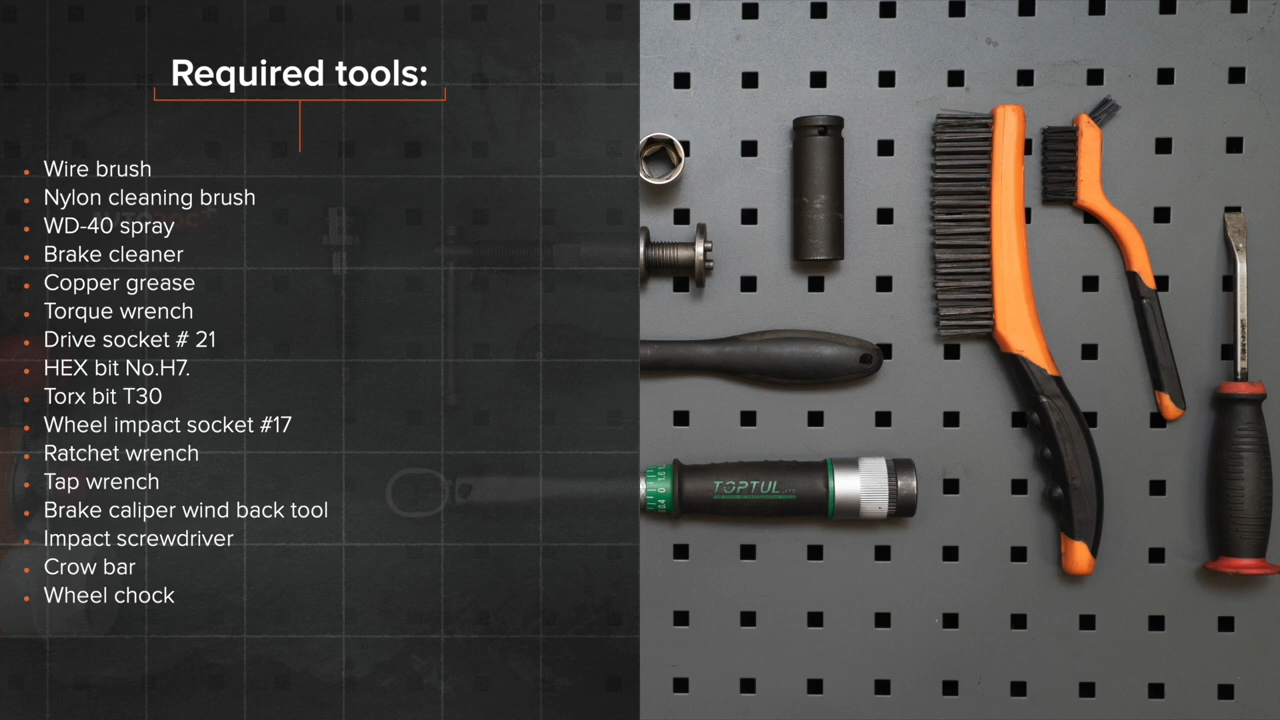 Required tools:
Wire brush
Nylon cleaning brush
WD-40 spray
Brake cleaner
Copper grease
Torque wrench
Drive socket # 21
HEX bit No.H7.
Torx bit T30
Wheel impact socket #17
Ratchet wrench
Tap wrench
Brake caliper wind back tool
Impact screwdriver
Crow bar
Wheel chock
TOPTUL